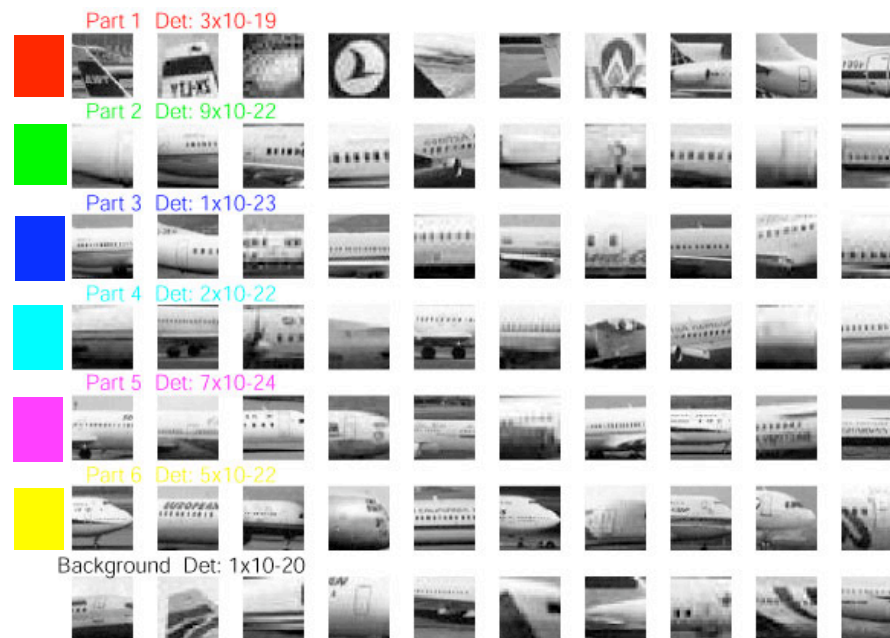 Part 1 Det: 3x10-19
Part 2 Det: 9x10-22
Part 3 Det: 1x10-23
Part 4 Det: 2x10-22
Part 5 Det: 7x10-24
Part 6 Det: 5x10-22
EUROPEAN
Background Det: 1x10-20